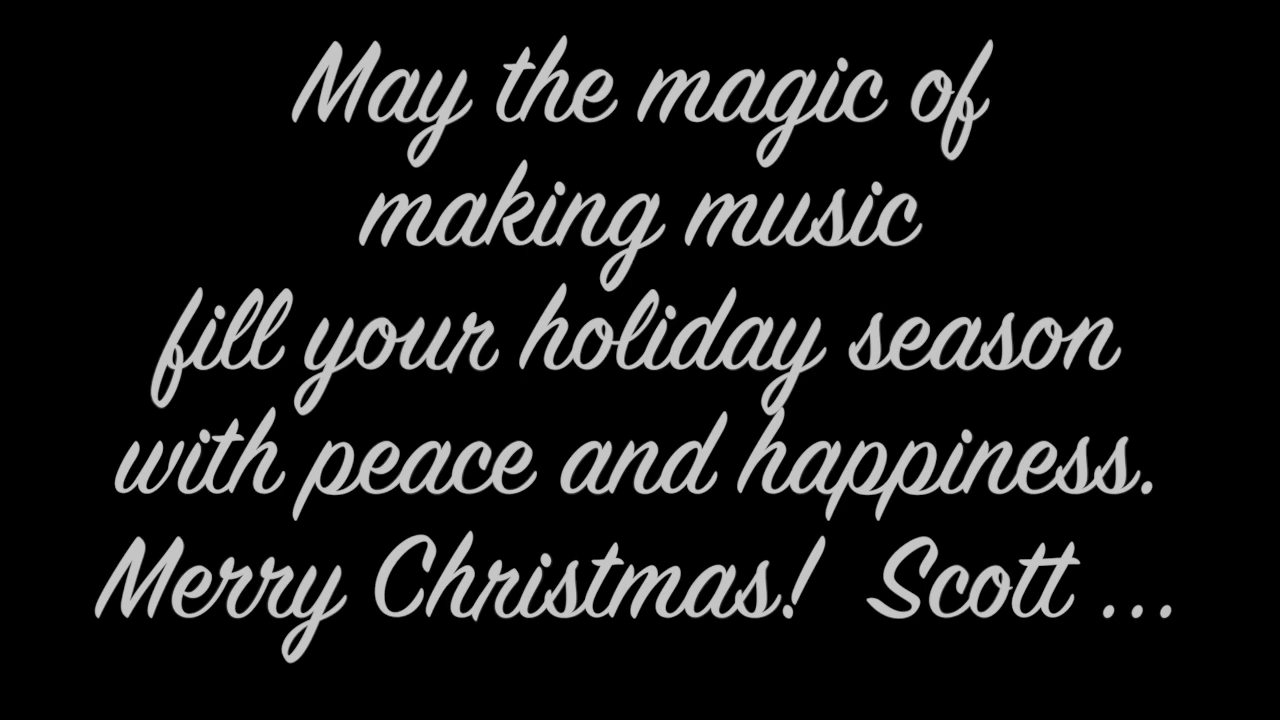 May the magic of
making music
fill your holiday season
with peace and happiness.
Merry Christmas! Scott ...